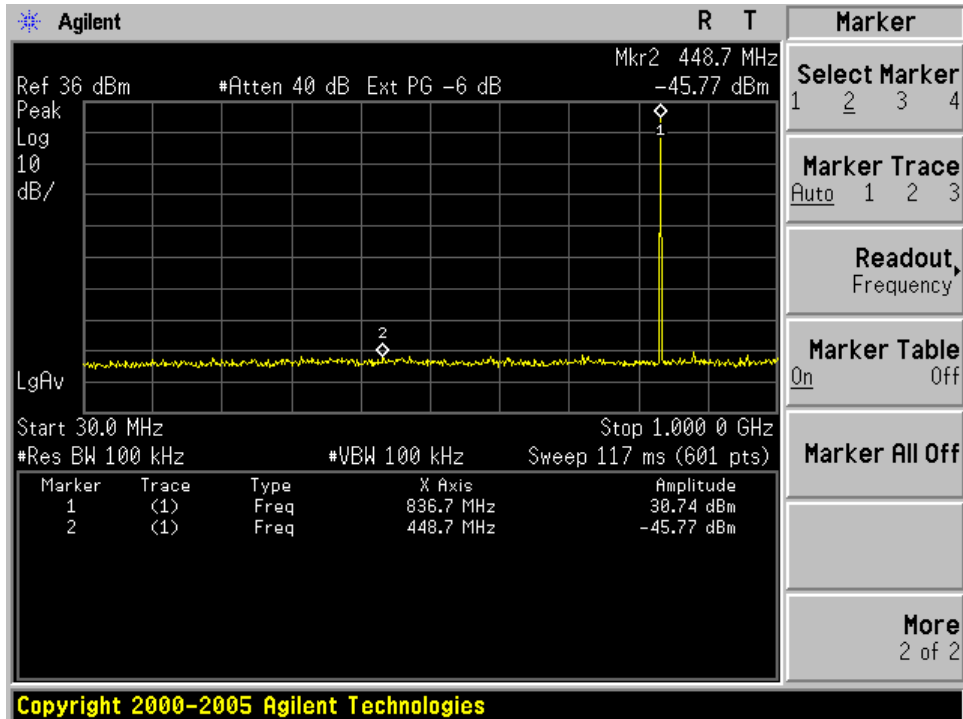 Agilent R T
Marker
Mkr2 448.7 MHz
Ref 36 dBm #Atten 40 dB Ext PG -6 dB -45.77 dBm
Peak
Log
10
dB/
1
2
LgAv
Start 30.0 MHz Stop 1.000 0 GHz
#Res BW 100 kHz #VBW 100 kHz Sweep 117 ms (601 pts)
Marker Trace Type X Axis Amplitude
1 (1) Freq 836.7 MHz 30.74 dBm
2 (1) Freq 448.7 MHz -45.77 dBm
Select Marker
1 2 3 4
Marker Trace
Auto 1 2 3
Readout
Frequency
Marker Table
On Off
Marker All Off
More
2 of 2
Copyright 2000-2005 Agilent Technologies